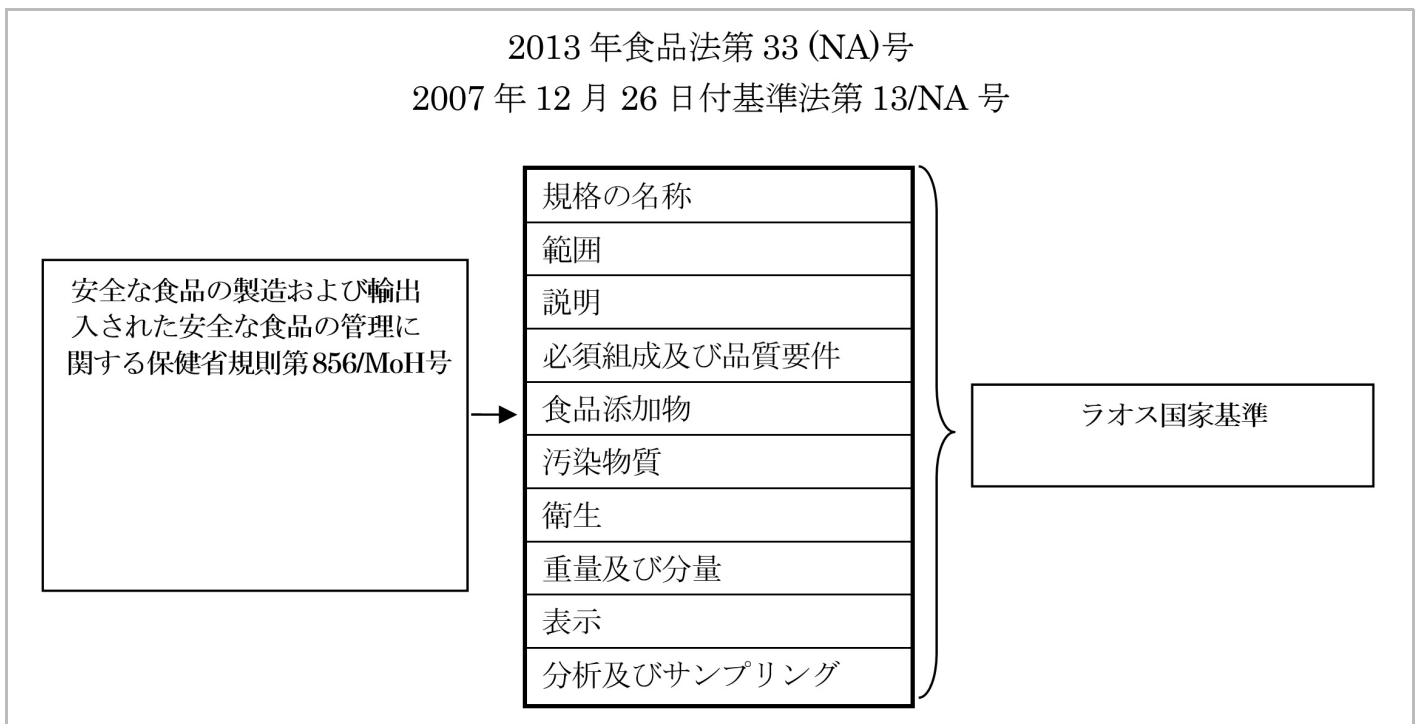 2013 年食品法第 33 (NA)号
2007 年 12 月 26 日付基準法第 13/NA 号
安全な食品の製造および輸出
入された安全な食品の管理に
関する保健省規則第856/MoH号
規格の名称
範囲
説明
必須組成及び品質要件
食品添加物
汚染物質
衛生
重量及び分量
表示
分析及びサンプリング
ラオス国家基準